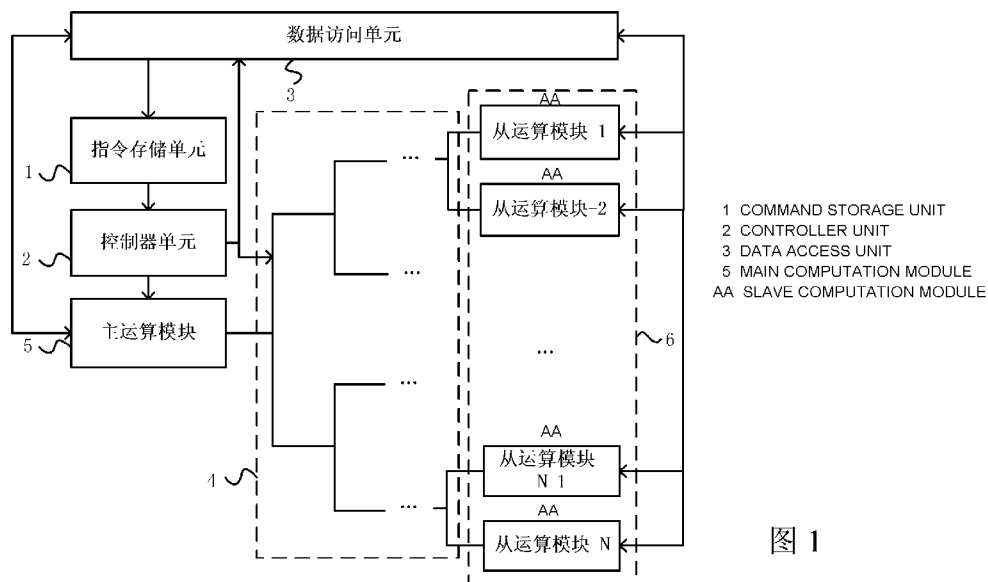 数据访问单元
3
指令存储单元
1
控制器单元
2
主运算模块
5
4
...
...
...
...
...
AA
从运算模块 1
AA
从运算模块-2
6
AA
从运算模块
N 1
AA
从运算模块 N
1 COMMAND STORAGE UNIT
2 CONTROLLER UNIT
3 DATA ACCESS UNIT
5 MAIN COMPUTATION MODULE
AA SLAVE COMPUTATION MODULE
图 1